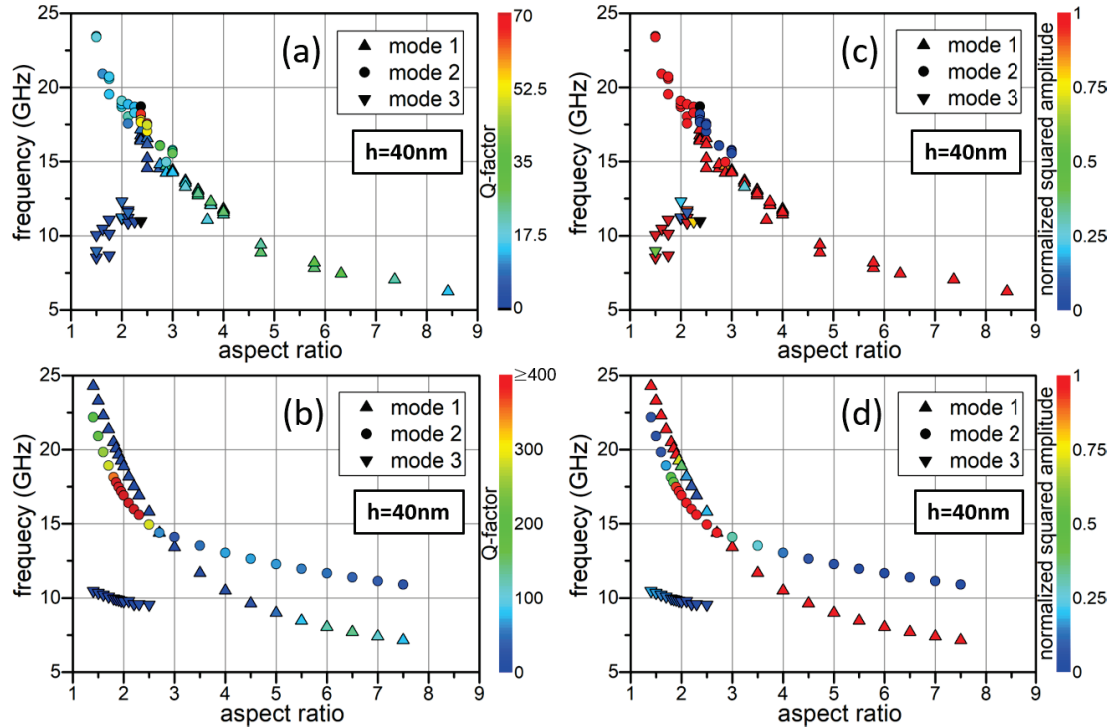 25
20
15
10
5
frequency (GHz)
(a)
mode 1
mode 2
mode 3
h=40nm
1 2 3 4 5 6 7 8 9
aspect ratio
70
52.5
35
17.5
0
Q-factor
25
20
15
10
5
frequency (GHz)
(c)
mode 1
mode 2
mode 3
h=40nm
1 2 3 4 5 6 7 8 9
aspect ratio
1
0.75
0.5
0.25
0
normalized squared amplitude
25
20
15
10
5
frequecy (GHz)
(b)
mode 1
mode 2
mode 3
h=40nm
1 2 3 4 5 6 7 8 9
aspect ratio
≥400
300
200
100
0
Q-factor
25
20
15
10
5
frequecy (GHz)
(d)
mode 1
mode 2
mode 3
h=40nm
1 2 3 4 5 6 7 8 9
aspect ratio
1
0.75
0.5
0.25
0
normalized squared amplitude